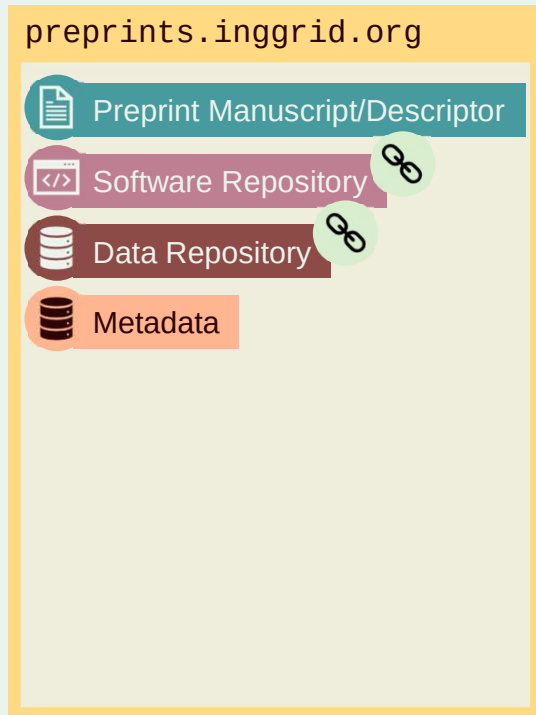 preprints.inggrid.org
Preprint Manuscript/Descriptor
</> Software Repository
Data Repository
Metadata